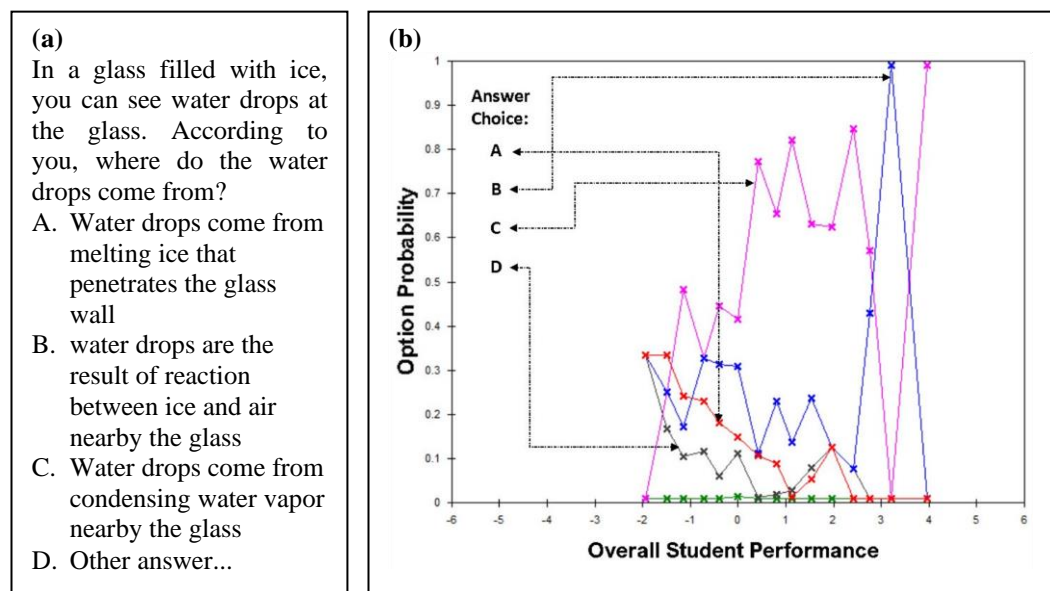 (a)
In a glass filled with ice,
you can see water drops at
the glass. According to
you, where do the water
drops come from?
A. Water drops come from
melting ice that
penetrates the glass
wall
B. water drops are the
result of reaction
between ice and air
nearby the glass
C. Water drops come from
condensing water vapor
nearby the glass
D. Other answer...
(b)
Answer
Choice:
A
B
C
D
Option Probability
1
0.9
0.8
0.7
0.6
0.5
0.4
0.3
0.2
0.1
0
-6 -5 -4 -3 -2 -1 0 1 2 3 4 5 6
Overall Student Performance